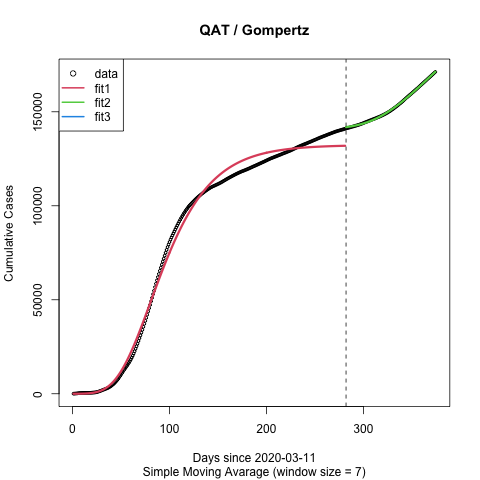 QAT / Gompertz
data
fit1
fit2
fit3
Cumulative Cases
0
50000
100000
150000
0 100 200 300
Days since 2020-03-11
Simple Moving Avarage (window size = 7)